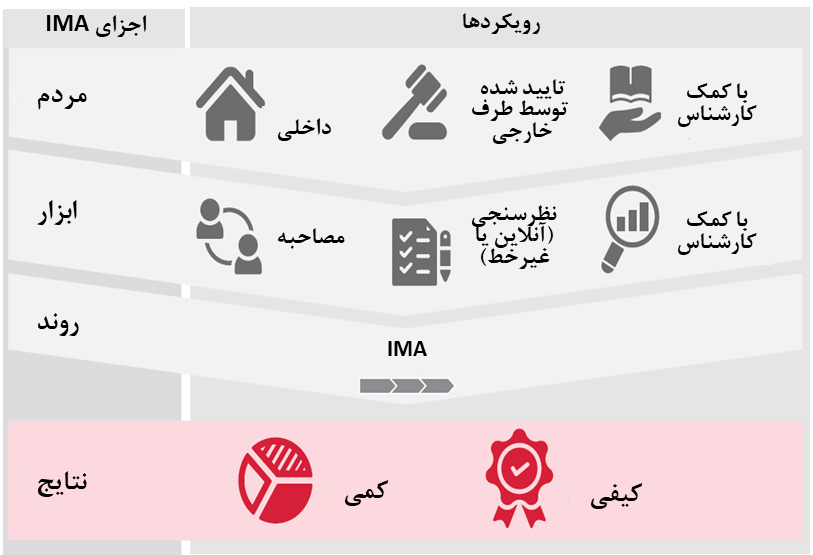 اجزای IMA
رویکردها
مردم
داخلی
تایید شده
توسط طرف
خارجی
با کمک
کارشناس
ابزار
مصاحبه
نظرسنجی
(آنلاین یا
غیرخط)
با کمک
کارشناس
روند
IMA
نتایج
کمی
کیفی